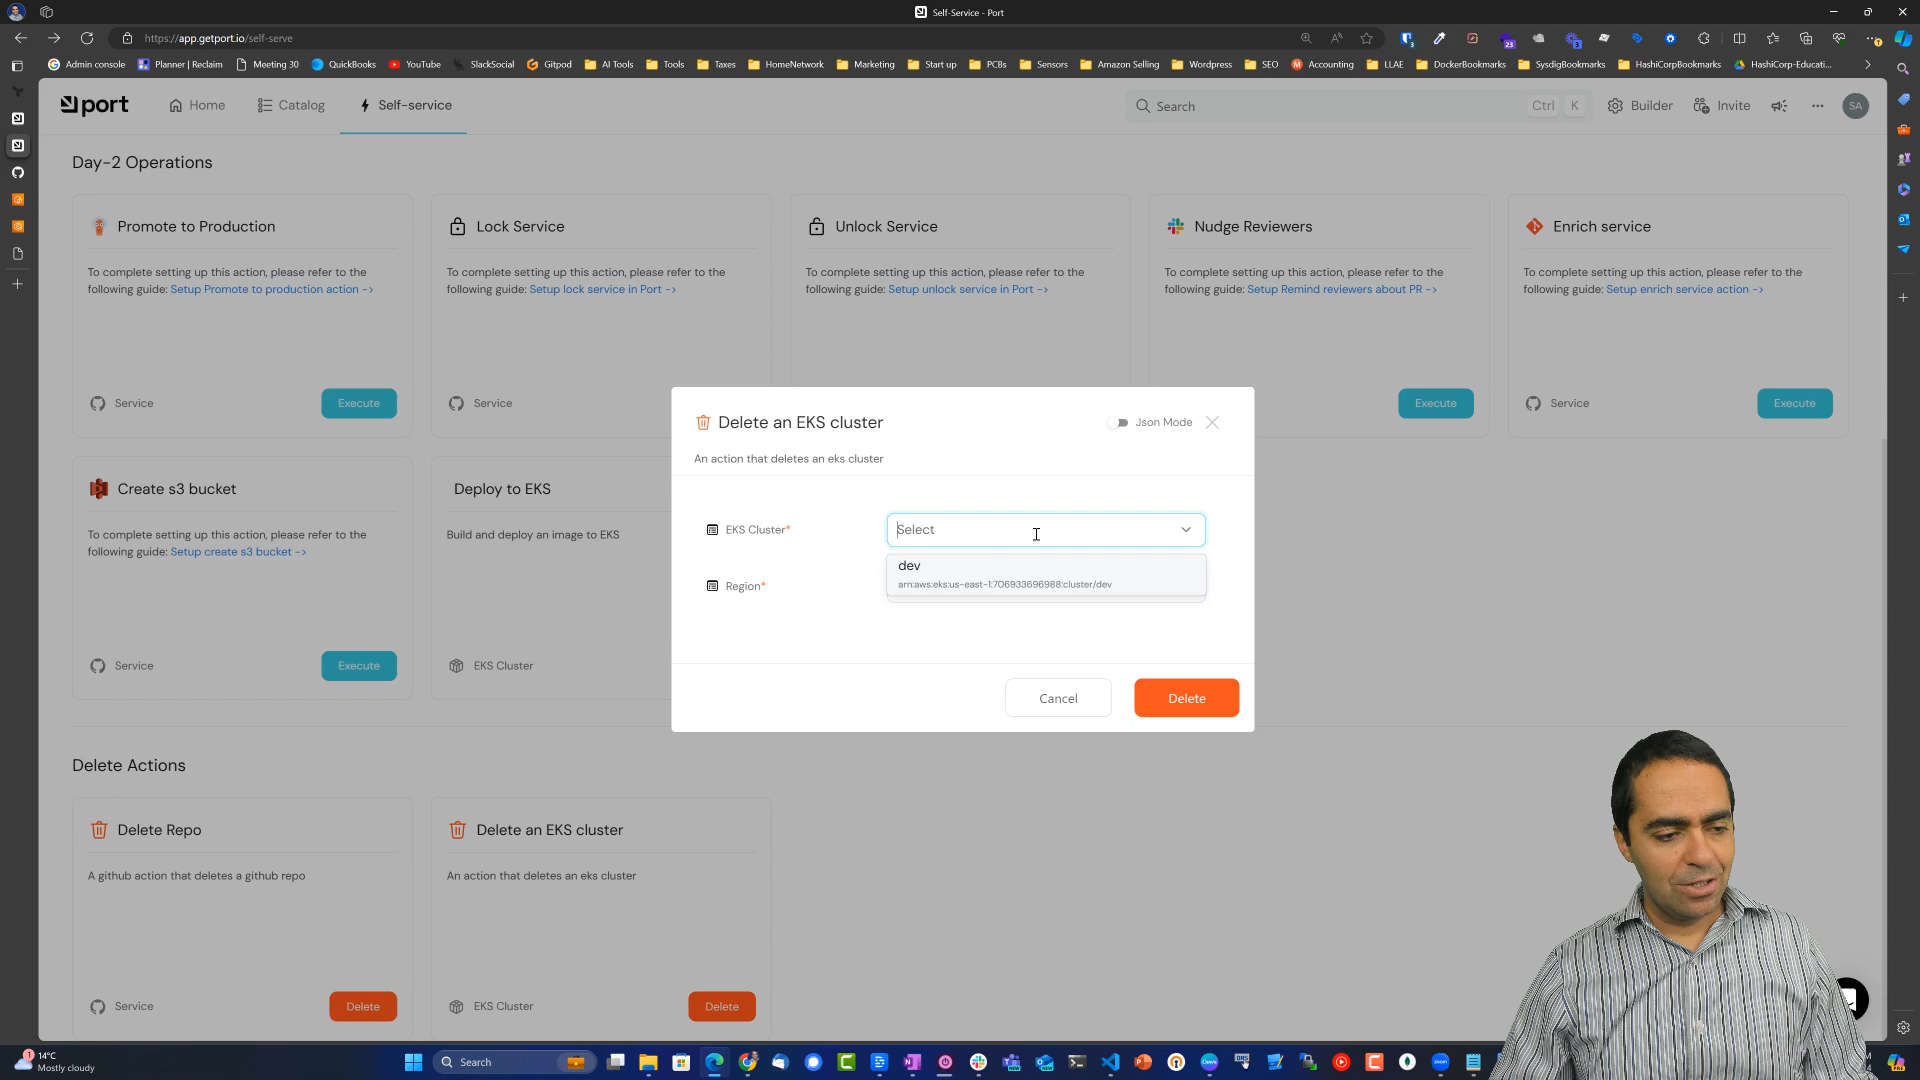 Self-Service - Port
https://app.getport.io/self-serve
Admin console
Planner | Reclaim
Meeting 30
QuickBooks
YouTube
SlackSocial
Gitpod
AI Tools
Tools
Taxes
HomeNetwork
Marketing
Start up
PCBs
Sensors
Amazon Selling
Wordpress
SEO
Accounting
LLAE
DockerBookmarks
SysdigBookmarks
HashiCorpBookmarks
HashiCorp-Educati...
port
Home
Catalog
Self-service
Search
Ctrl
K
Builder
Invite
SA
Day-2 Operations
Promote to Production
To complete setting up this action, please refer to the
following guide: Setup Promote to production action ->
Service
Execute
Lock Service
To complete setting up this action, please refer to the
following guide: Setup lock service in Port ->
Service
Unlock Service
To complete setting up this action, please refer to the
following guide: Setup unlock service in Port ->
Nudge Reviewers
To complete setting up this action, please refer to the
following guide: Setup Remind reviewers about PR ->
Execute
Enrich service
To complete setting up this action, please refer to the
following guide: Setup enrich service action ->
Service
Execute
Create s3 bucket
To complete setting up this action, please refer to the
following guide: Setup create s3 bucket ->
Service
Execute
Deploy to EKS
Build and deploy an image to EKS
EKS Cluster
Delete an EKS cluster
Json Mode
An action that deletes an eks cluster
EKS Cluster*
Select
dev
arn:aws:eks:us-east-1:706933696988:cluster/dev
Region*
Cancel
Delete
Delete Actions
Delete Repo
A github action that deletes a github repo
Service
Delete
Delete an EKS cluster
An action that deletes an eks cluster
EKS Cluster
Delete
14°C
Mostly cloudy
Search